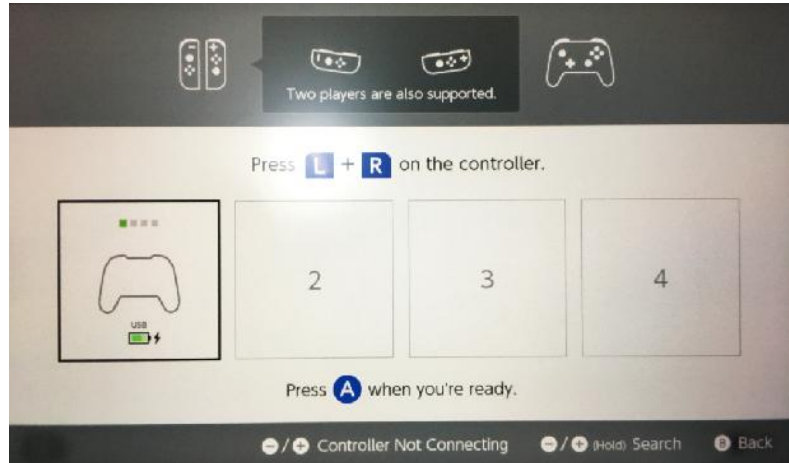 Two players are also supported.
Press L + R on the controller.
USB
2
3
4
Press A when you're ready.
-/+ Controller Not Connecting -/+ (Hold) Search B Back